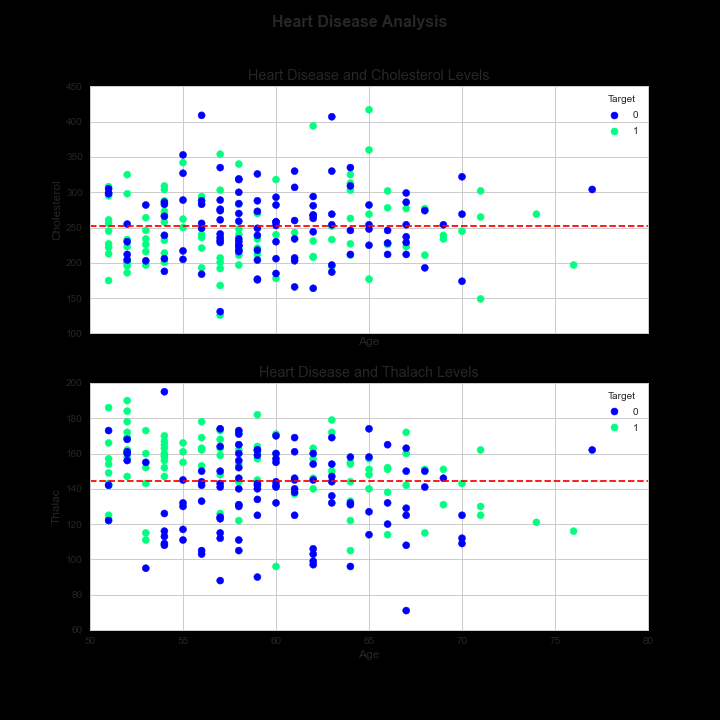 Heart Disease Analysis
Heart Disease and Cholesterol Levels
450
400
350
300
250
200
150
100
Cholesterol
Target
0
1
Age
Heart Disease and Thalach Levels
200
180
160
140
120
100
80
60
Thalac
Target
0
1
50 55 60 65 70 75 80
Age